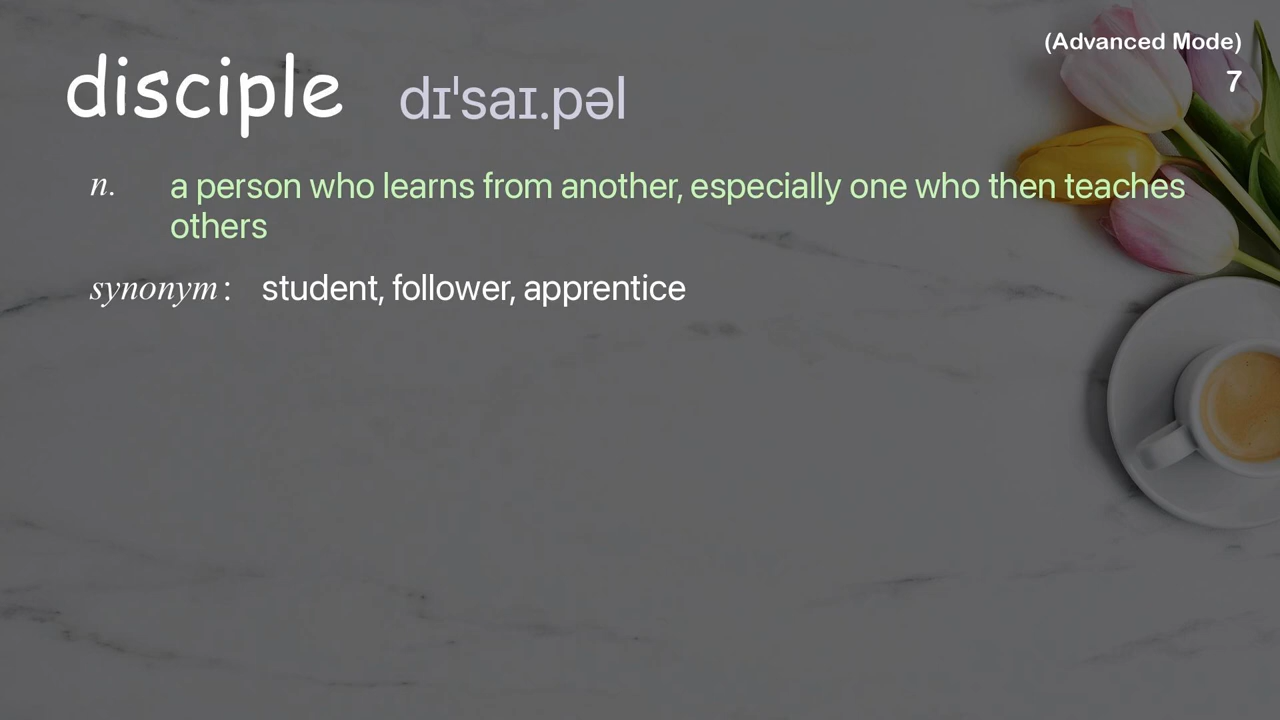 (Advanced Mode)
7
disciple dɪˈsaɪ.pəl
n. a person who learns from another, especially one who then teaches
others
synonym: student, follower, apprentice